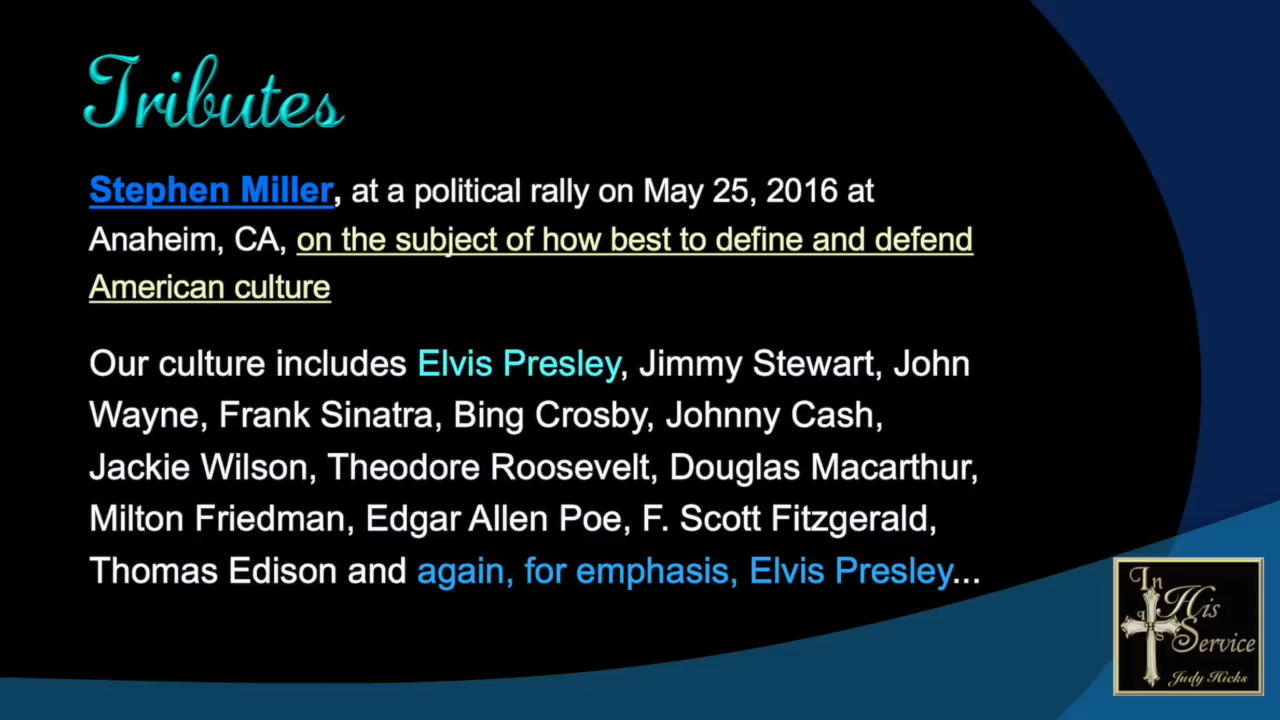 Tributes
Stephen Miller, at a political rally on May 25, 2016 at
Anaheim, CA, on the subject of how best to define and defend
American culture
Our culture includes Elvis Presley, Jimmy Stewart, John
Wayne, Frank Sinatra, Bing Crosby, Johnny Cash,
Jackie Wilson, Theodore Roosevelt, Douglas Macarthur,
Milton Friedman, Edgar Allen Poe, F. Scott Fitzgerald,
Thomas Edison and again, for emphasis, Elvis Presley...
In
His
IHS
Service
Judy Hicks